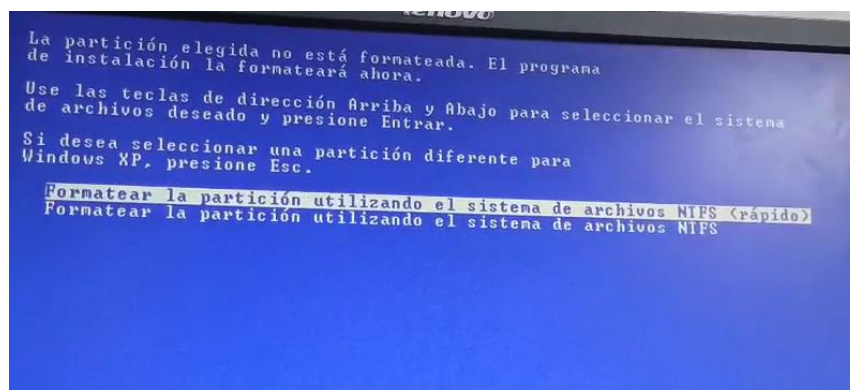 lenovo
La partición elegida no está formateada. El programa
de instalación la formateará ahora.
Use las teclas de dirección Arriba y Abajo para seleccionar el sistema
de archivos deseado y presione Entrar.
Si desea seleccionar una partición diferente para
Windows XP, presione Esc.
Formatear la partición utilizando el sistema de archivos NTFS <rápido>
Formatear la partición utilizando el sistema de archivos NTFS